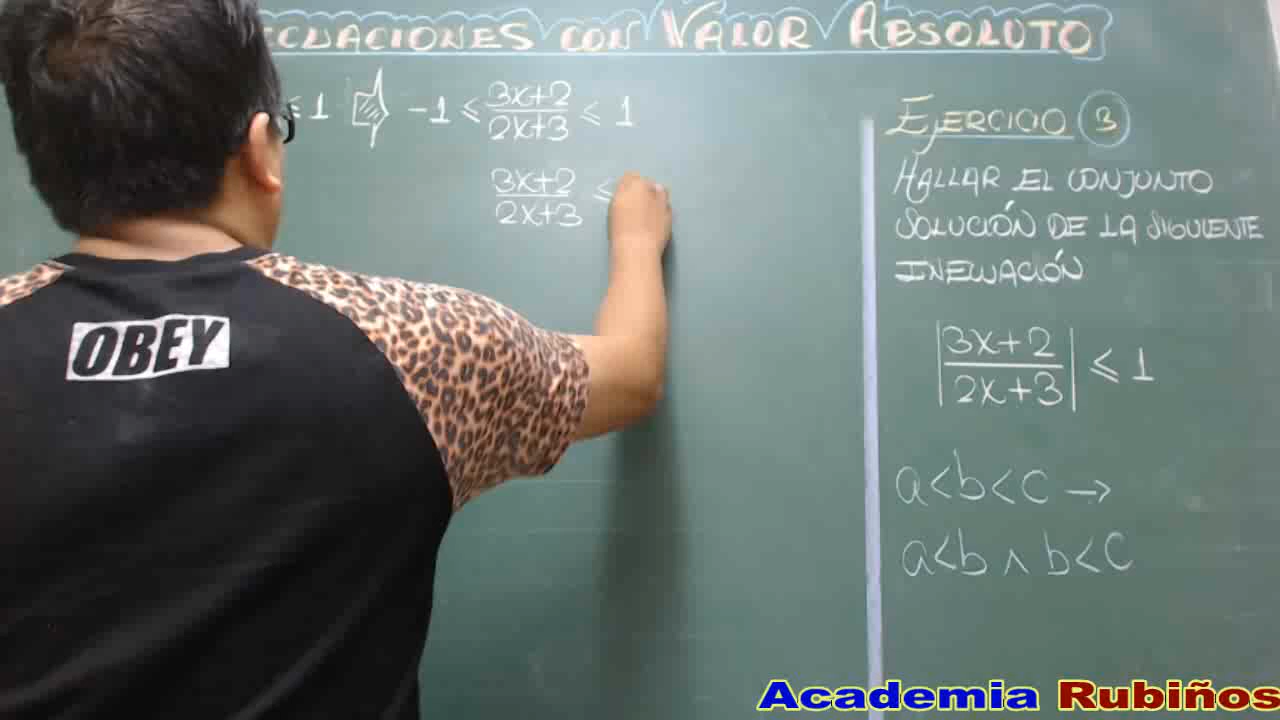 ECUACIONES CON VALOR ABSOLUTO
≤ 1 ⇒ -1 ≤ (3x+2)/(2x+3) ≤ 1
(3x+2)/(2x+3) ≤
EJERCICIO 3
HALLAR EL CONJUNTO
SOLUCIÓN DE LA SIGUIENTE
INECUACIÓN
|(3x+2)/(2x+3)| ≤ 1
a<b<c →
a<b ∧ b<c
OBEY
Academia Rubiños